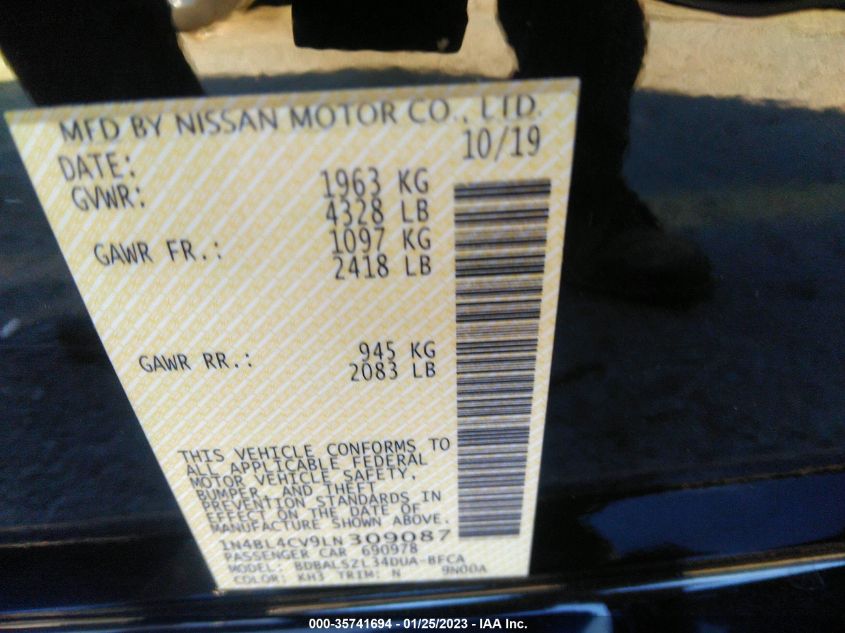 MFD BY NISSAN MOTOR CO., LTD.
DATE: 10/19
GVWR: 1963 KG
4328 LB
GAWR FR.: 1097 KG
2418 LB
GAWR RR.: 945 KG
2083 LB
THIS VEHICLE CONFORMS TO
ALL APPLICABLE FEDERAL
MOTOR VEHICLE SAFETY,
BUMPER, AND THEFT
PREVENTION STANDARDS IN
EFFECT ON THE DATE OF
MANUFACTURE SHOWN ABOVE.
1N4BL4CV9LN309087
PASSENGER CAR 690978
MODEL: BDBALSZL34DUA-BFCA
COLOR: KH3 TRIM: N 9N00A
000-35741694 - 01/25/2023 - IAA Inc.